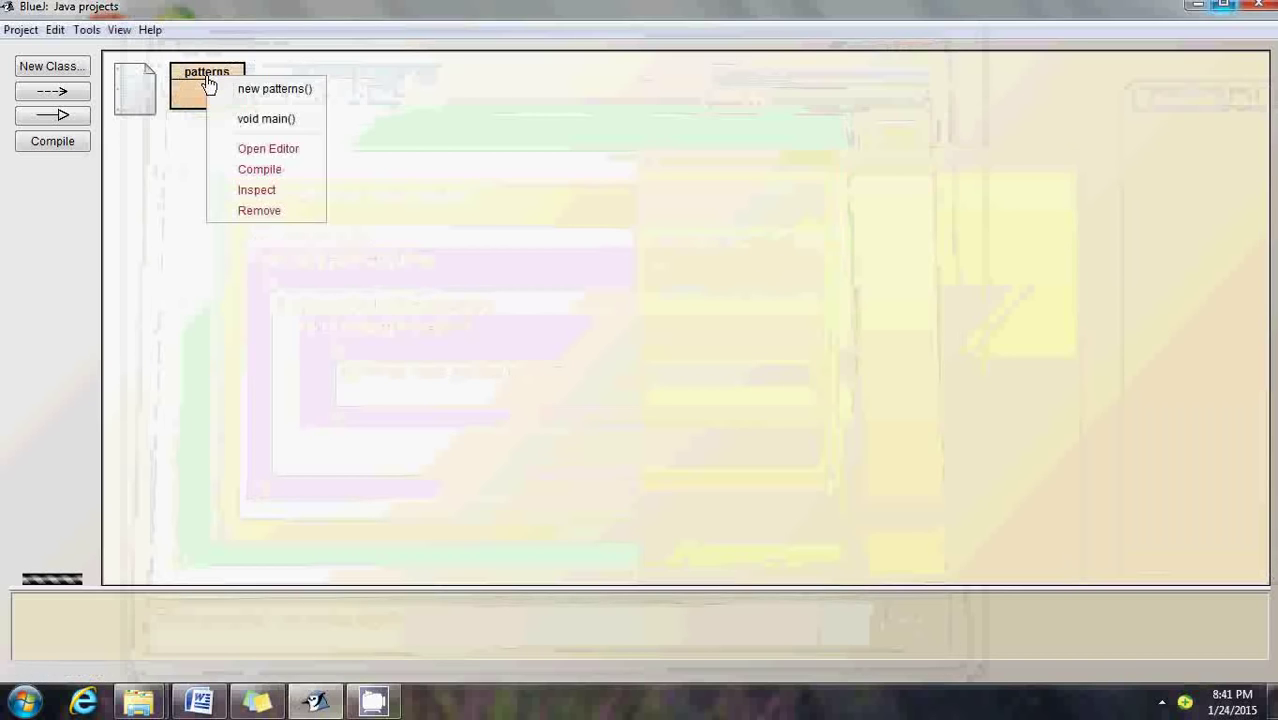 BlueJ: Java projects
Project Edit Tools View Help
New Class...
Compile
patterns
new patterns()
void main()
Open Editor
Compile
Inspect
Remove
8:41 PM
1/24/2015